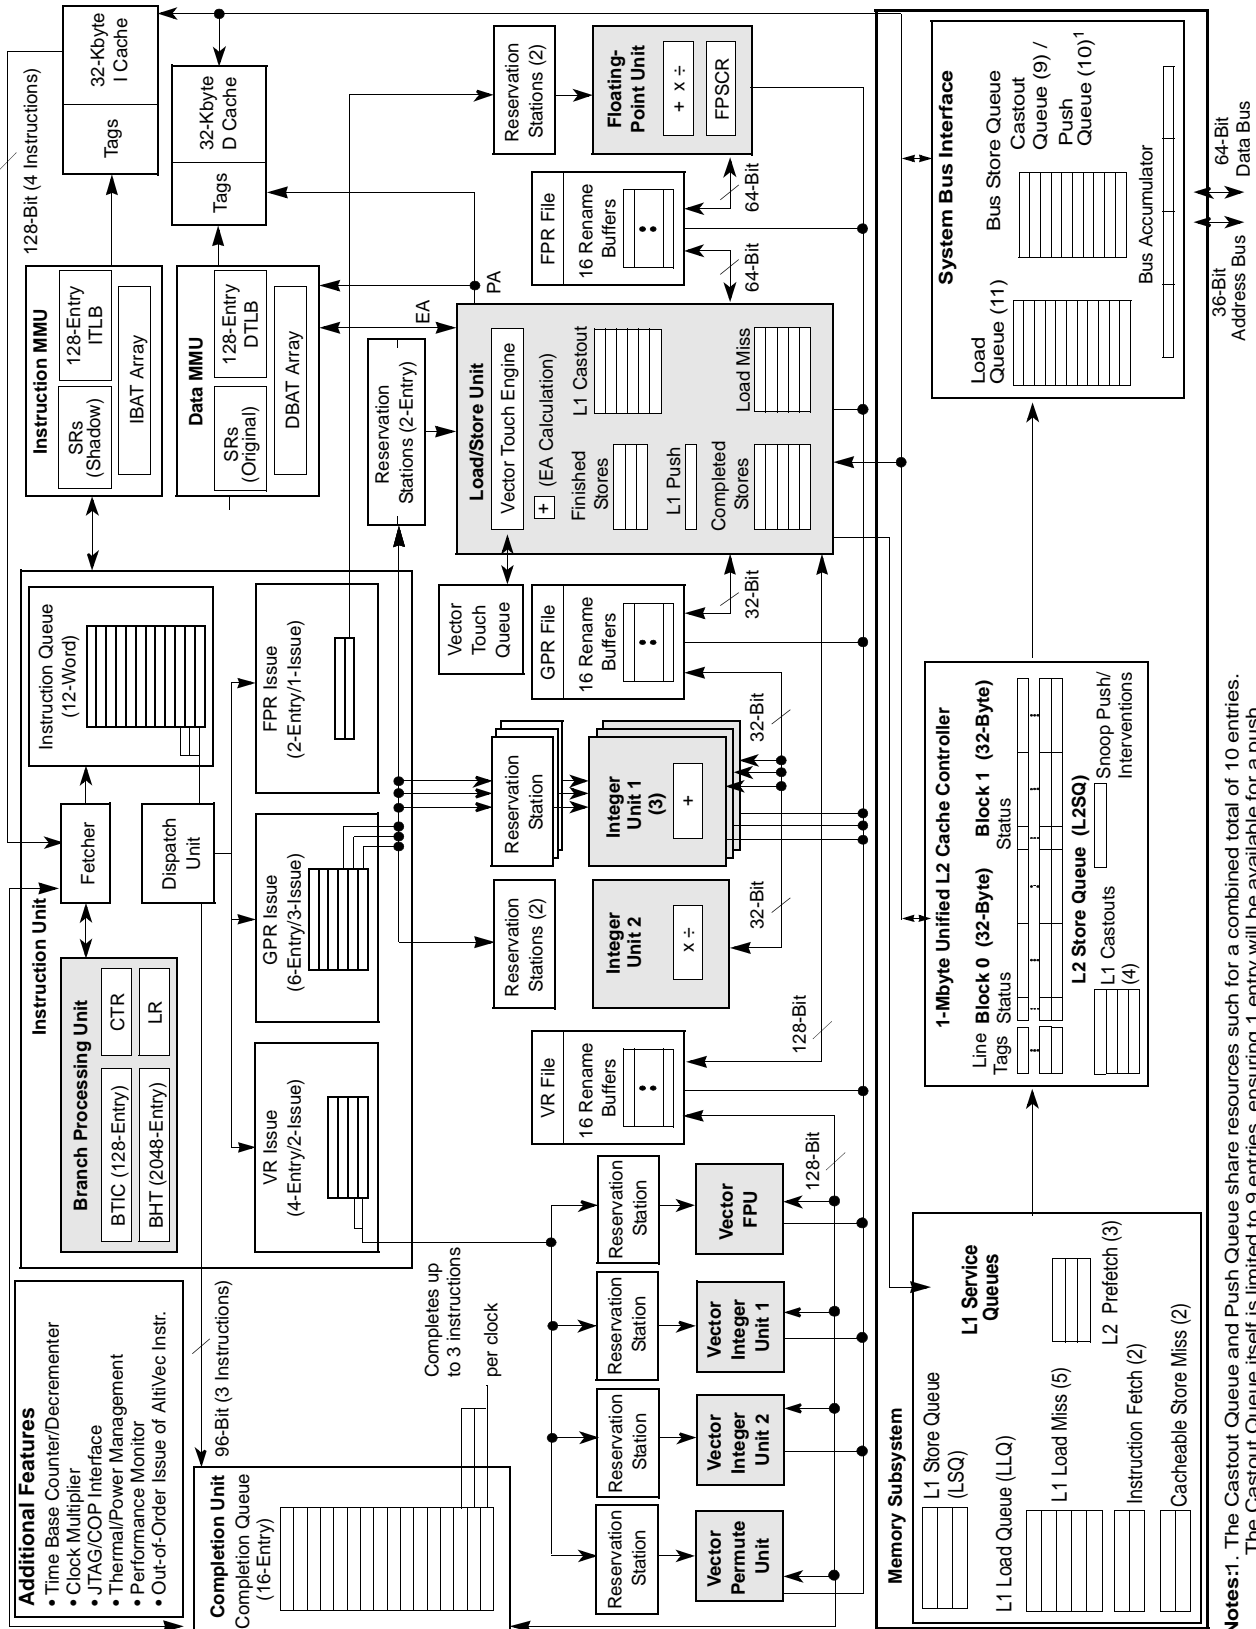 Additional Features
• Time Base Counter/Decrementer
• Clock Multiplier
• JTAG/COP Interface
• Thermal/Power Management
• Performance Monitor
• Out-of-Order Issue of AltiVec Instr.
Instruction Unit
Branch Processing Unit
BTIC (128-Entry)
CTR
BHT (2048-Entry)
LR
Fetcher
Dispatch
Unit
Instruction Queue
(12-Word)
VR Issue
(4-Entry/2-Issue)
GPR Issue
(6-Entry/3-Issue)
FPR Issue
(2-Entry/1-Issue)
128-Bit (4 Instructions)
Instruction MMU
SRs
(Shadow)
128-Entry
ITLB
IBAT Array
Tags
32-Kbyte
I Cache
Data MMU
SRs
(Original)
128-Entry
DTLB
DBAT Array
Tags
32-Kbyte
D Cache
96-Bit (3 Instructions)
Completion Unit
Completion Queue
(16-Entry)
Completes up
to 3 instructions
per clock
Reservation
Stations (2-Entry)
EA
PA
Vector
Touch
Queue
Load/Store Unit
Vector Touch Engine
+
(EA Calculation)
Finished
Stores
L1 Castout
L1 Push
Completed
Stores
Load Miss
Reservation
Station
Reservation
Station
Reservation
Station
Reservation
Station
Vector
Permute
Unit
Vector
Integer
Unit 2
Vector
Integer
Unit 1
Vector
FPU
128-Bit
VR File
16 Rename
Buffers
128-Bit
Reservation
Stations (2)
Integer
Unit 2
x ÷
32-Bit
Reservation
Station
Integer
Unit 1
(3)
+
32-Bit
GPR File
16 Rename
Buffers
32-Bit
FPR File
16 Rename
Buffers
64-Bit
64-Bit
Reservation
Stations (2)
Floating-
Point Unit
+ x ÷
FPSCR
Memory Subsystem
L1 Store Queue
(LSQ)
L1 Service
Queues
L1 Load Queue (LLQ)
L1 Load Miss (5)
L2 Prefetch (3)
Instruction Fetch (2)
Cacheable Store Miss (2)
1-Mbyte Unified L2 Cache Controller
Line
Tags
Block 0 (32-Byte)
Status
Block 1 (32-Byte)
Status
L2 Store Queue (L2SQ)
L1 Castouts
(4)
Snoop Push/
Interventions
System Bus Interface
Load
Queue (11)
Bus Store Queue
Castout
Queue (9) /
Push
Queue (10)1
Bus Accumulator
36-Bit
Address Bus
64-Bit
Data Bus
Notes:1. The Castout Queue and Push Queue share resources such for a combined total of 10 entries.
The Castout Queue itself is limited to 9 entries, ensuring 1 entry will be available for a push.